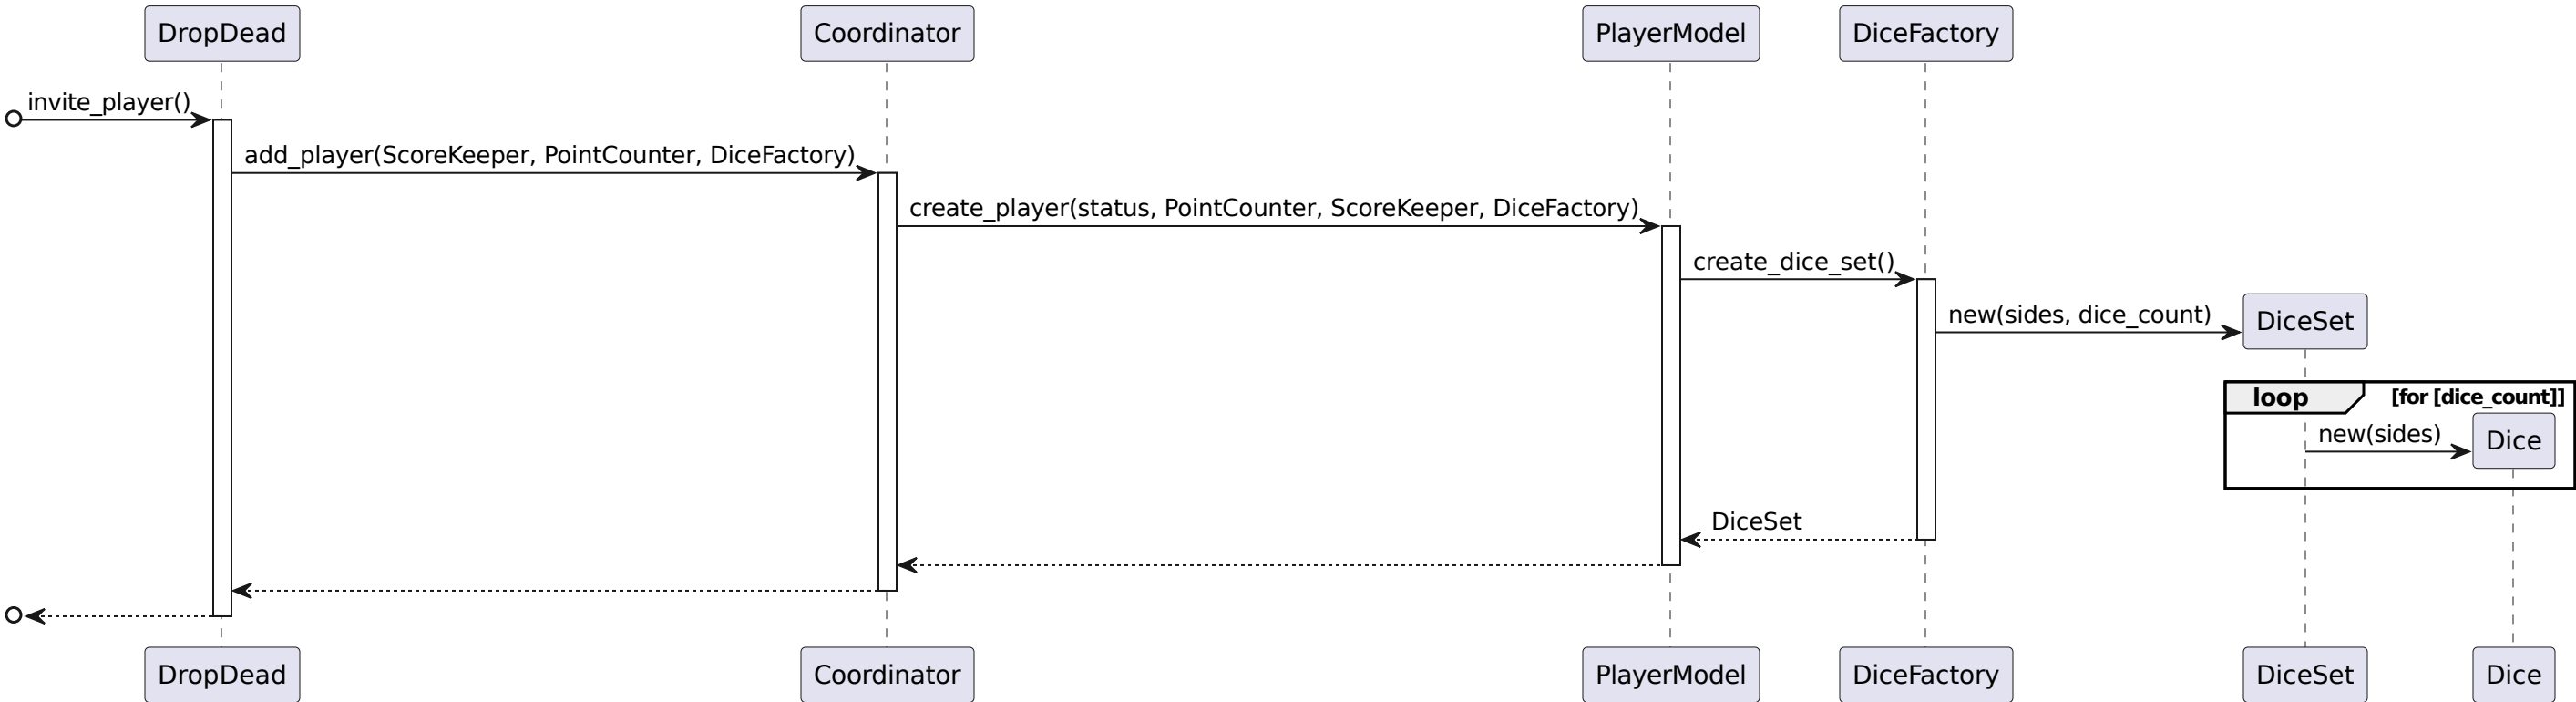 DropDead
Coordinator
PlayerModel
DiceFactory
invite_player()
add_player(ScoreKeeper, PointCounter, DiceFactory)
create_player(status, PointCounter, ScoreKeeper, DiceFactory)
create_dice_set()
new(sides, dice_count)
DiceSet
loop
[for [dice_count]]
new(sides)
Dice
DiceSet
DropDead
Coordinator
PlayerModel
DiceFactory
DiceSet
Dice